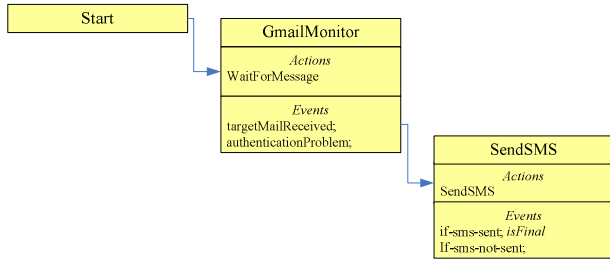 Start
GmailMonitor
Actions
WaitForMessage
Events
targetMailReceived;
authenticationProblem;
SendSMS
Actions
SendSMS
Events
if-sms-sent; isFinal
If-sms-not-sent;